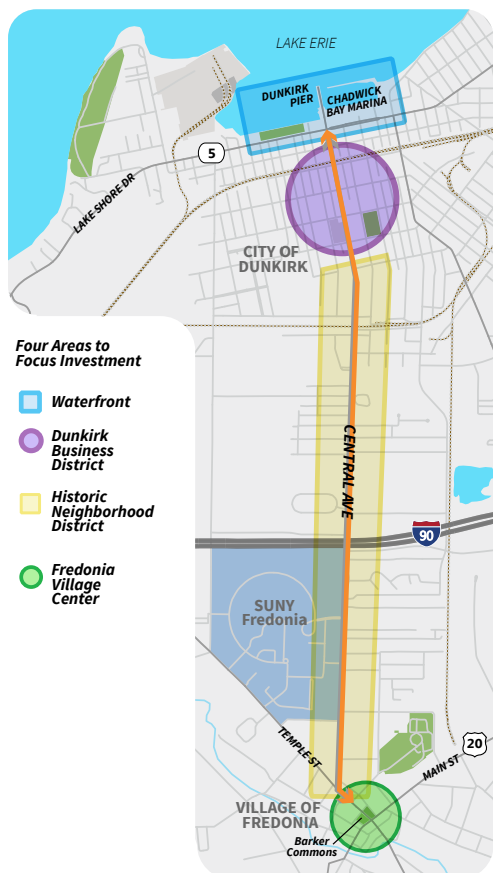 LAKE ERIE
DUNKIRK
PIER
CHADWICK
BAY MARINA
5
LAKE SHORE DR
CITY OF
DUNKIRK
Four Areas to
Focus Investment
Waterfront
Dunkirk
Business
District
Historic
Neighborhood
District
Fredonia
Village
Center
CENTRAL AVE
90
SUNY
Fredonia
TEMPLE ST
20
MAIN ST
VILLAGE OF
FREDONIA
Barker
Commons